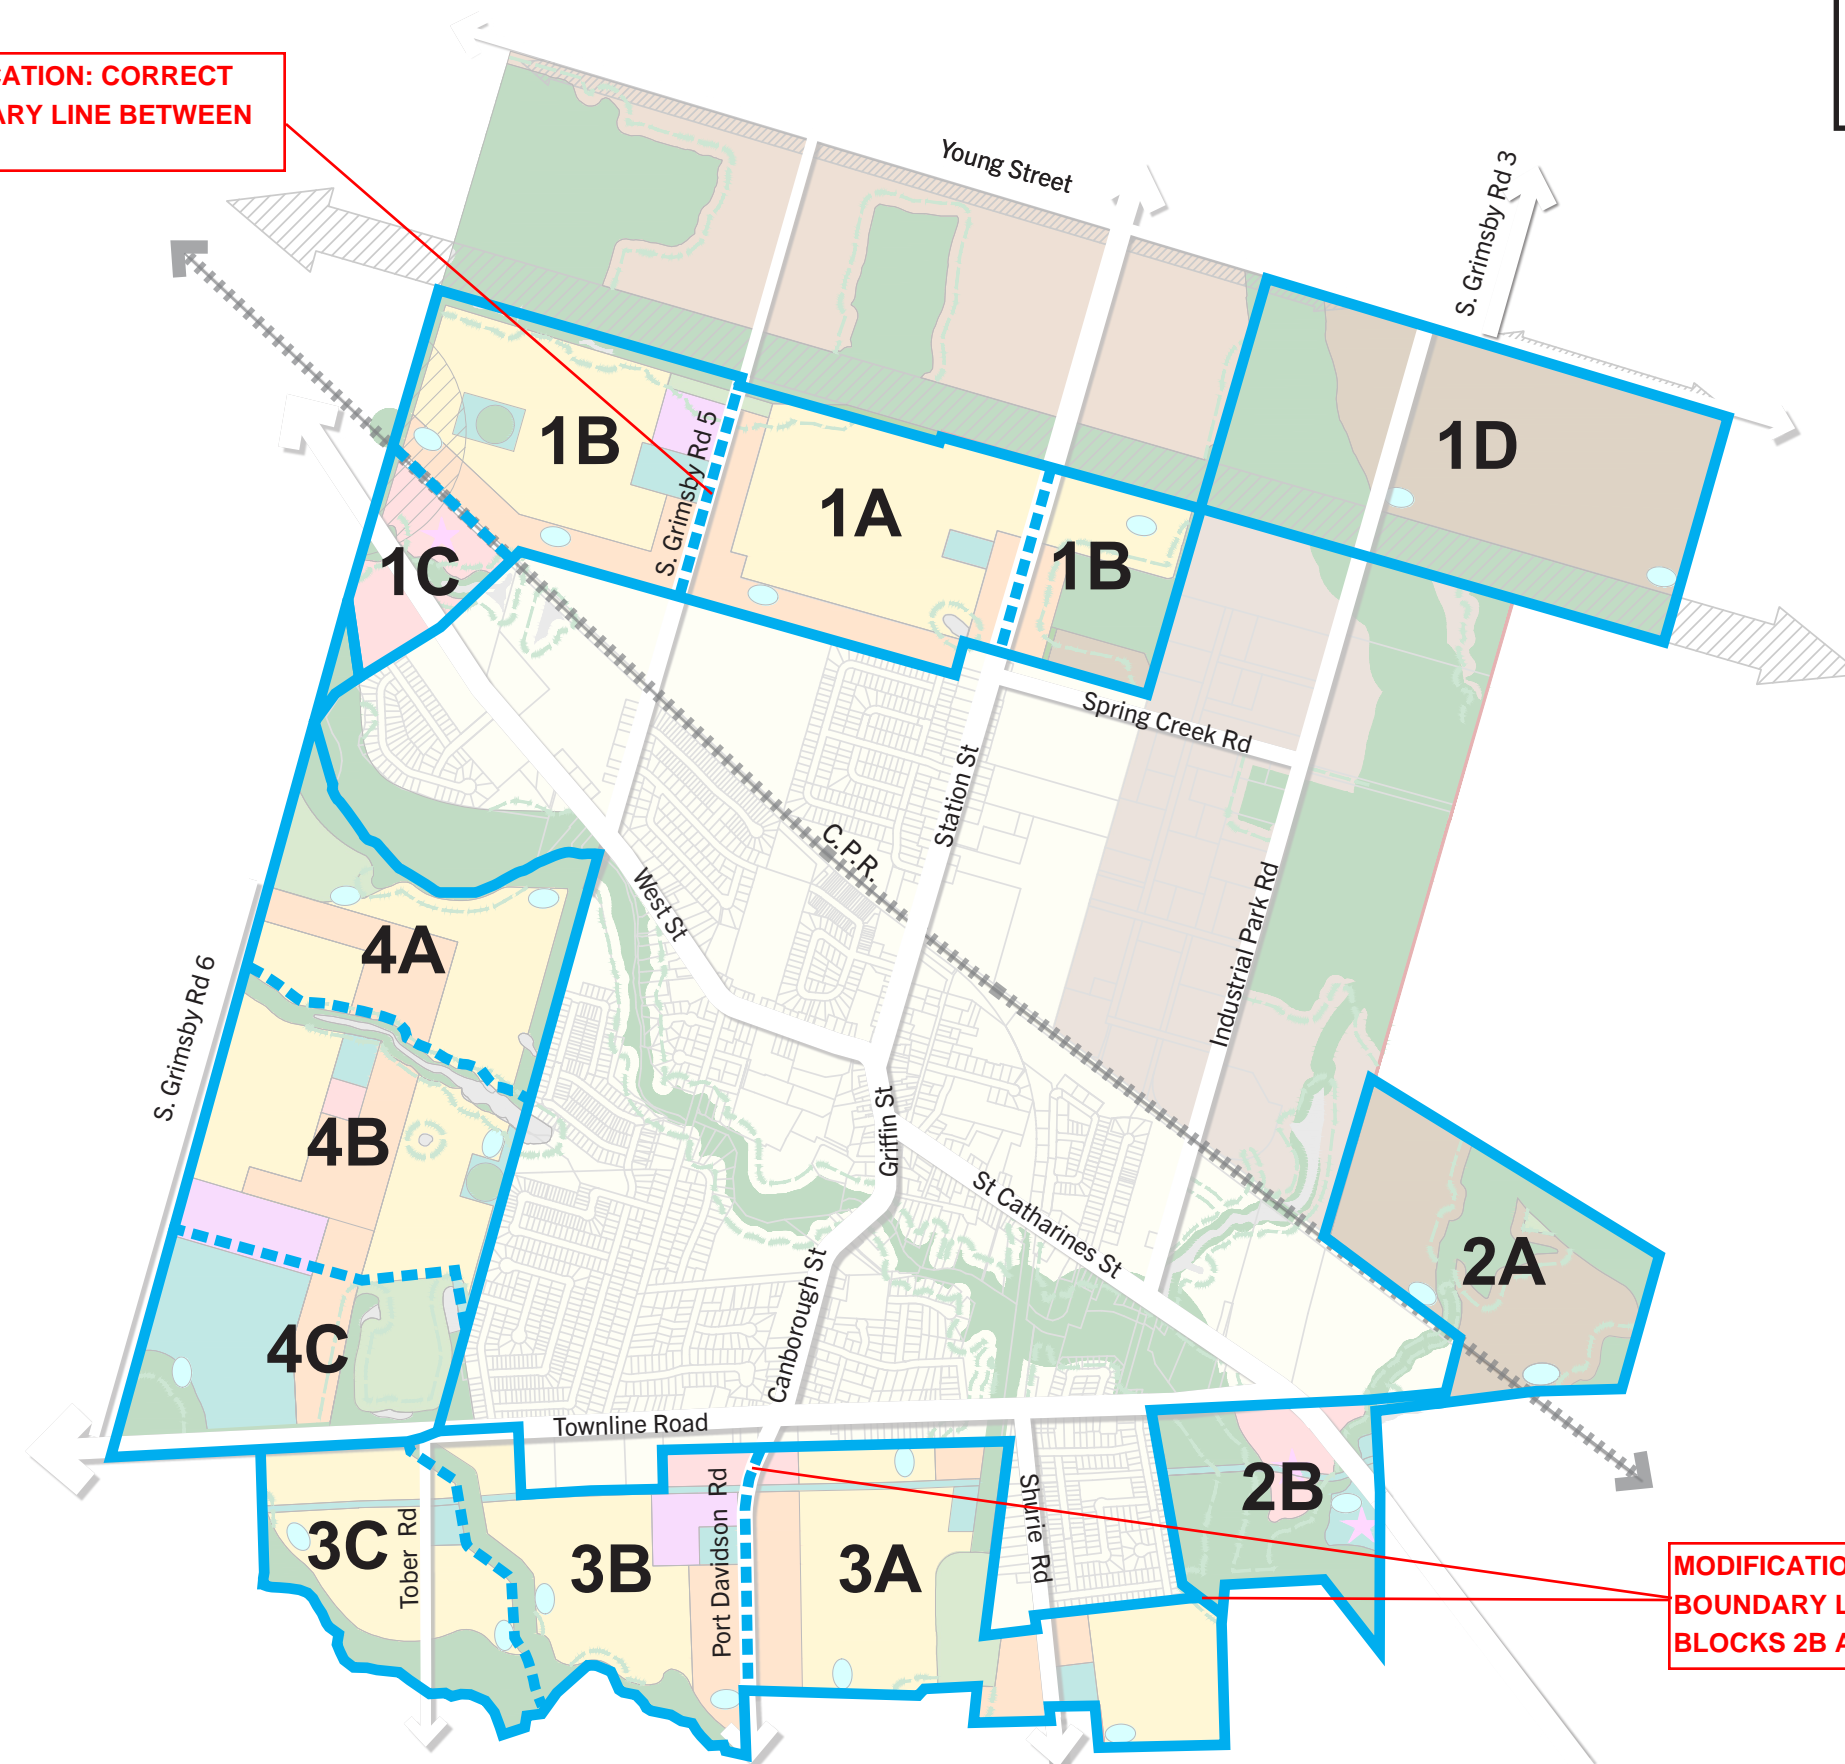 CATION: CORRECT
ARY LINE BETWEEN
Young Street
S. Grimsby Rd 3
1B
S. Grimsby Rd 5
1A
1D
1C
1B
Spring Creek Rd
Station St
C.P.R.
West St
Industrial Park Rd
4A
S. Grimsby Rd 6
4B
Griffin St
St Catharines St
2A
Canborough St
4C
Townline Road
3C
Tober Rd
3B
Port Davidson Rd
3A
Shurie Rd
2B
MODIFICATIO
BOUNDARY L
BLOCKS 2B A